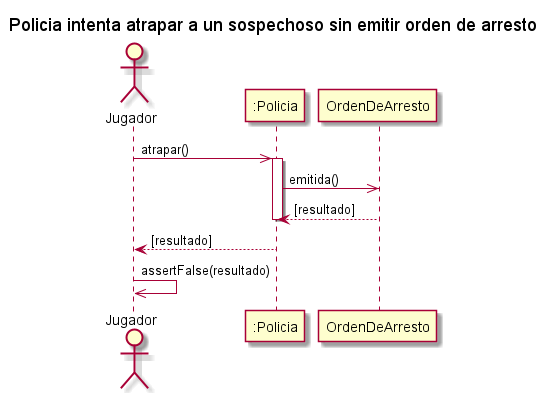 Policia intenta atrapar a un sospechoso sin emitir orden de arresto
Jugador
:Policia
OrdenDeArresto
atrapar()
emitida()
[resultado]
[resultado]
assertFalse(resultado)
Jugador
:Policia
OrdenDeArresto